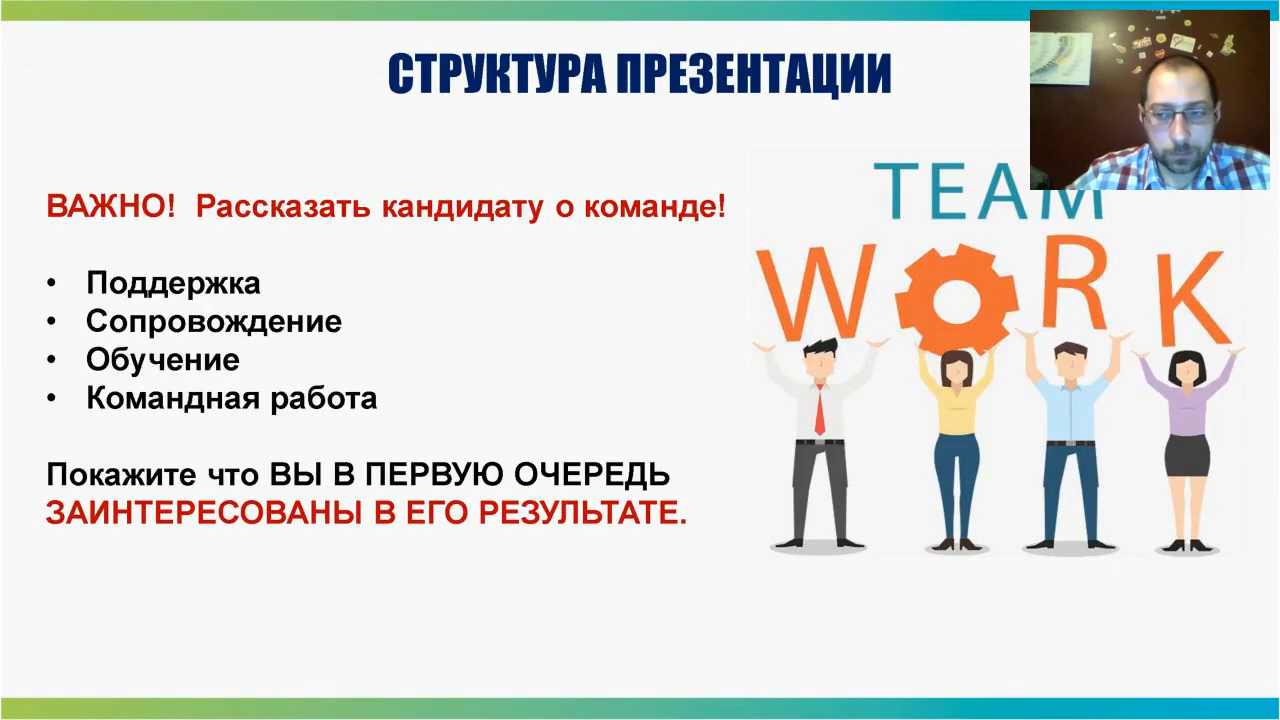 СТРУКТУРА ПРЕЗЕНТАЦИИ
ВАЖНО!  Рассказать кандидату о команде!
• Поддержка
• Сопровождение
• Обучение
• Командная работа
Покажите что ВЫ В ПЕРВУЮ ОЧЕРЕДЬ
ЗАИНТЕРЕСОВАНЫ В ЕГО РЕЗУЛЬТАТЕ.
TEAM
WORK